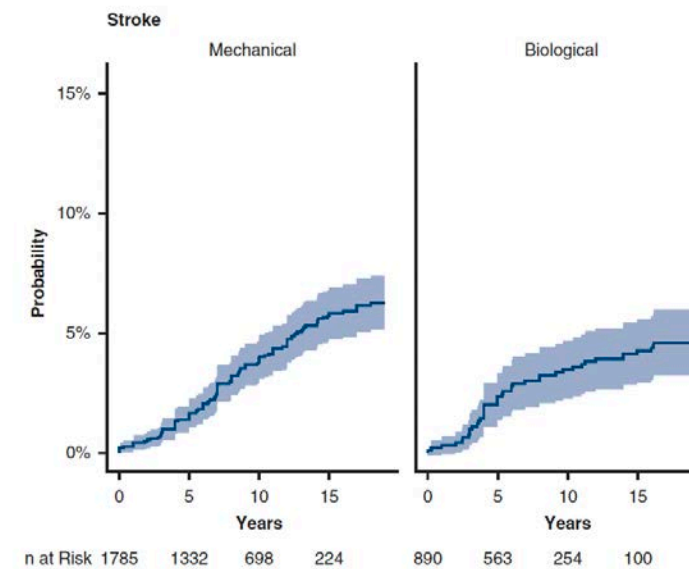 Stroke
Mechanical Biological
15%
10%
5%
0%
Probability
0 5 10 15 0 5 10 15
Years Years
n at Risk 1785 1332 698 224 890 563 254 100